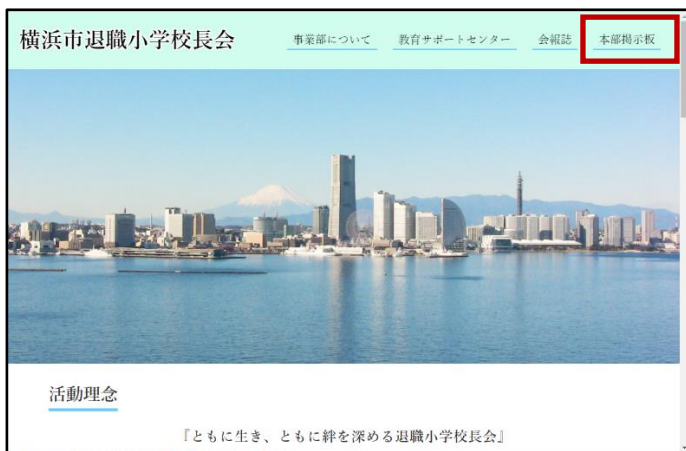 横浜市退職小学校長会
事業部について 教育サポートセンター 会報誌 本部掲示板
活動理念
『ともに生き、ともに絆を深める退職小学校長会』